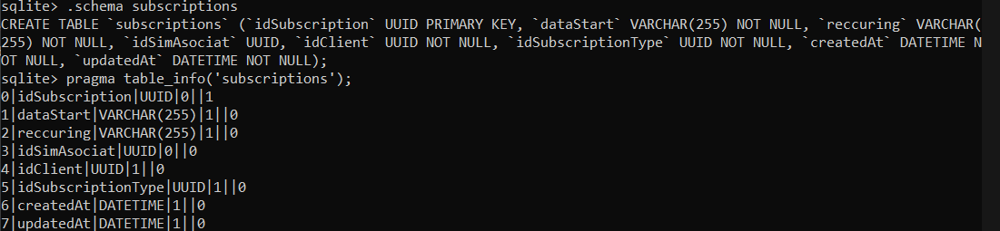 sqlite> .schema subscriptions
CREATE TABLE `subscriptions` (`idSubscription` UUID PRIMARY KEY, `dataStart` VARCHAR(255) NOT NULL, `reccuring` VARCHAR(
255) NOT NULL, `idSimAsociat` UUID, `idClient` UUID NOT NULL, `idSubscriptionType` UUID NOT NULL, `createdAt` DATETIME N
OT NULL, `updatedAt` DATETIME NOT NULL);
sqlite> pragma table_info('subscriptions');
0|idSubscription|UUID|0||1
1|dataStart|VARCHAR(255)|1||0
2|reccuring|VARCHAR(255)|1||0
3|idSimAsociat|UUID|0||0
4|idClient|UUID|1||0
5|idSubscriptionType|UUID|1||0
6|createdAt|DATETIME|1||0
7|updatedAt|DATETIME|1||0